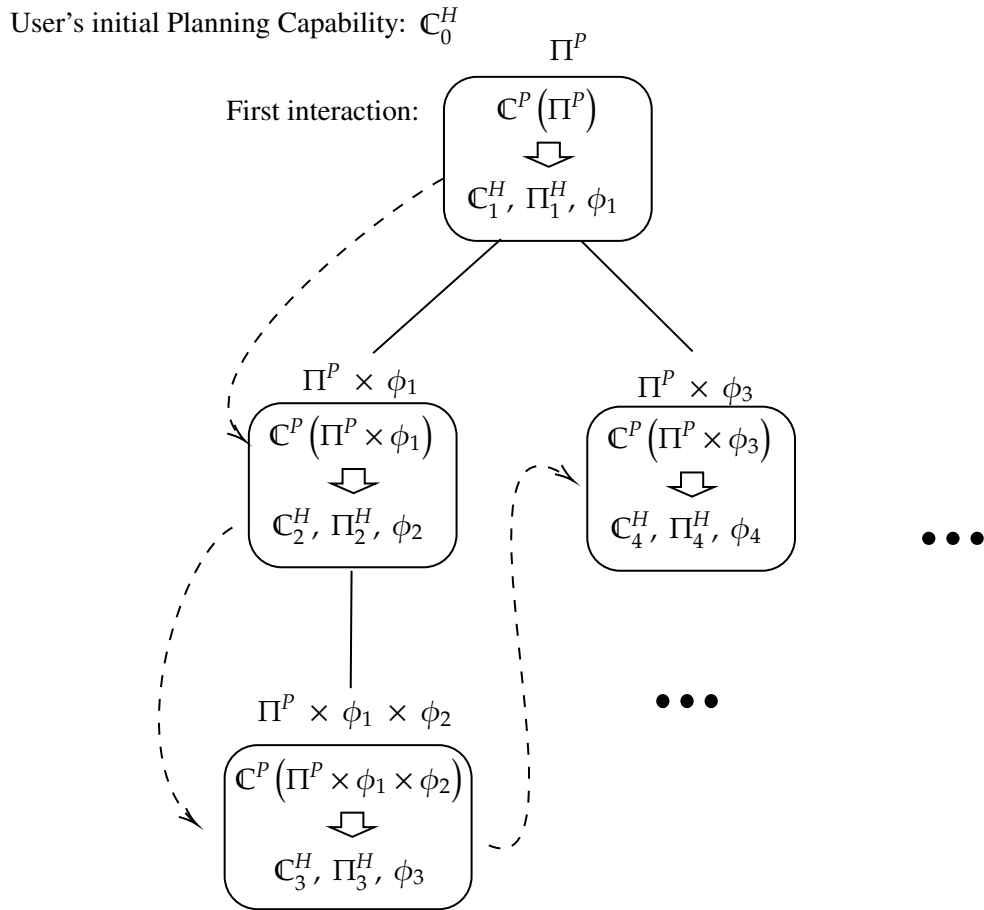 User's initial Planning Capability: ℂ₀ᴴ
Πᴾ
First interaction:
ℂᴾ(Πᴾ)
ℂ₁ᴴ, Π₁ᴴ, ϕ₁
Πᴾ × ϕ₁
Πᴾ × ϕ₃
ℂᴾ(Πᴾ × ϕ₁)
ℂᴾ(Πᴾ × ϕ₃)
ℂ₂ᴴ, Π₂ᴴ, ϕ₂
ℂ₄ᴴ, Π₄ᴴ, ϕ₄
Πᴾ × ϕ₁ × ϕ₂
ℂᴾ(Πᴾ × ϕ₁ × ϕ₂)
ℂ₃ᴴ, Π₃ᴴ, ϕ₃